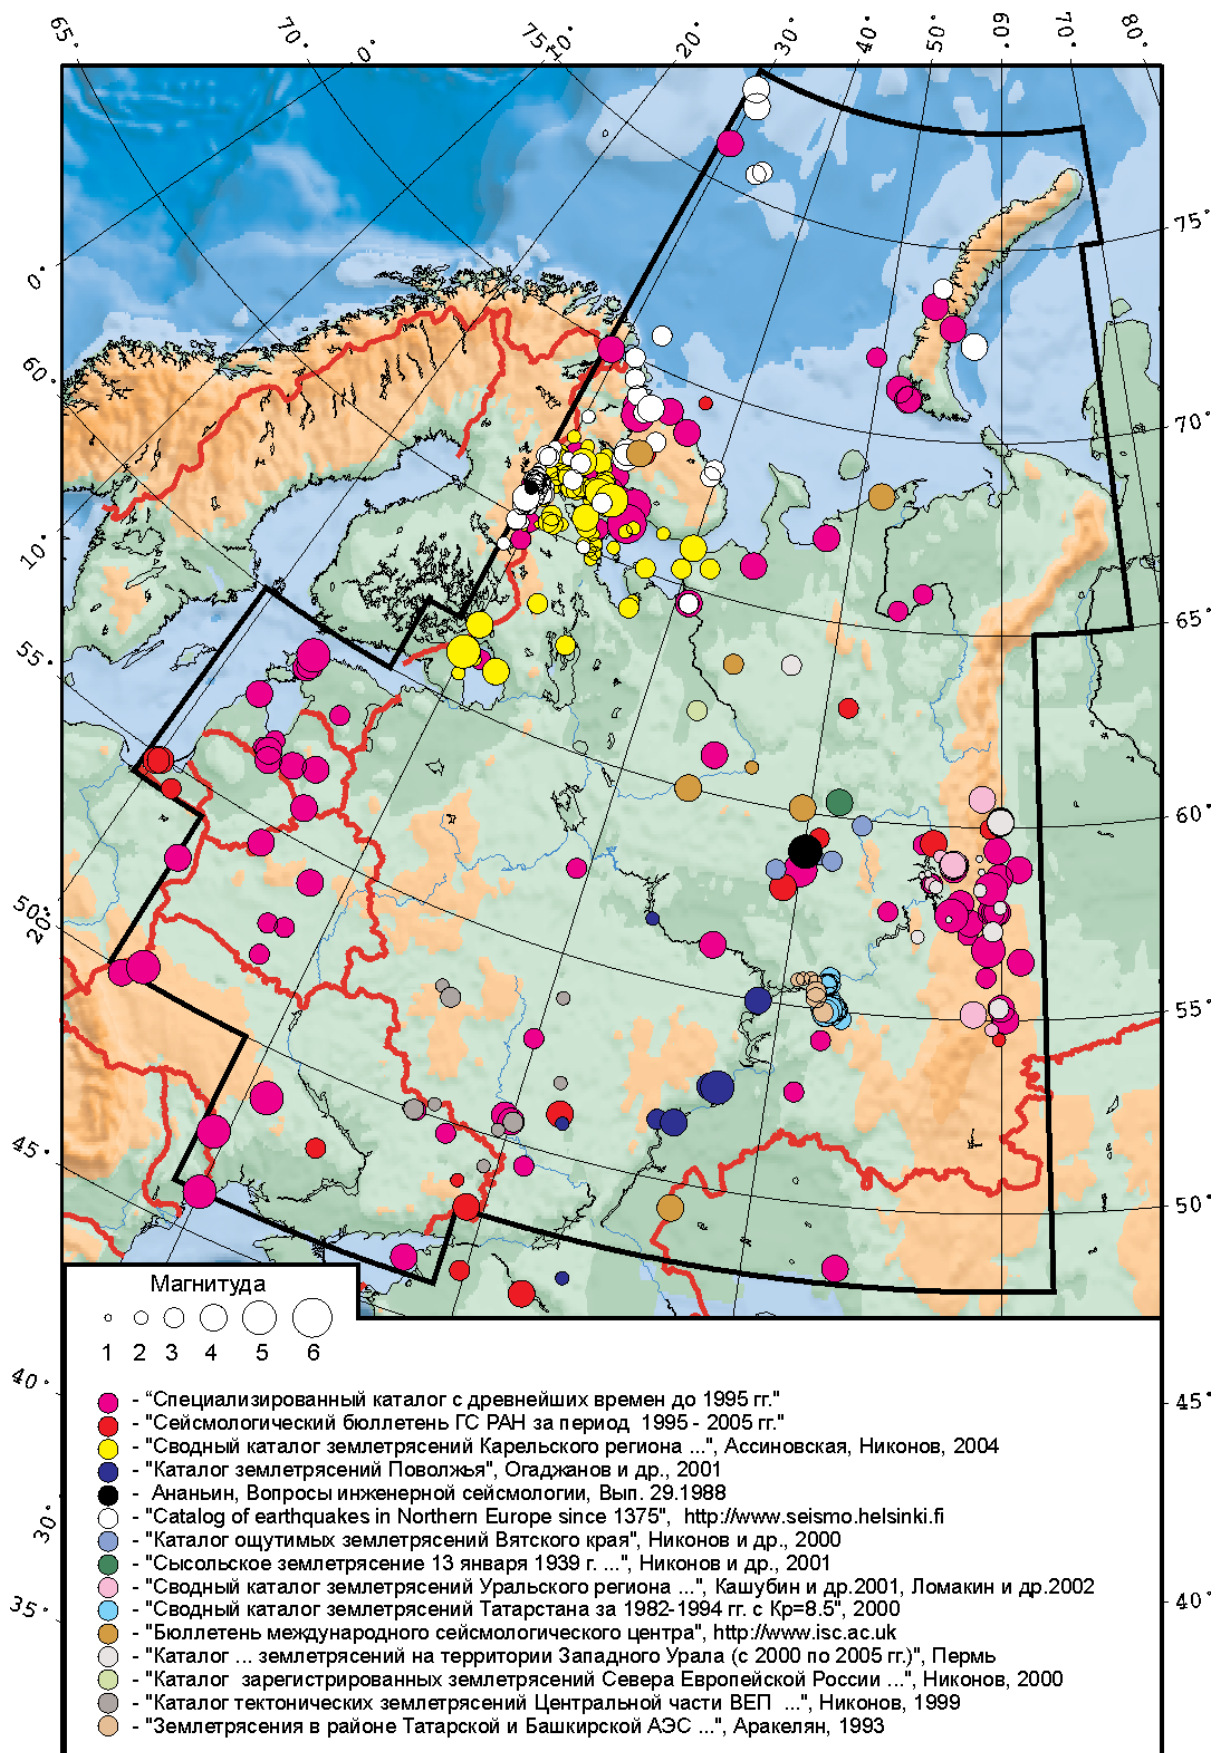 65°
70°
0°
75°
10°
20°
30°
40°
50°
60°
70°
80°
0°
60°
10°
55°
50°
20°
45°
40°
30°
35°
75°
70°
65°
60°
55°
50°
45°
40°
Магнитуда
1 2 3 4 5 6
- "Специализированный каталог с древнейших времен до 1995 гг."
- "Сейсмологический бюллетень ГС РАН за период 1995 - 2005 гг."
- "Сводный каталог землетрясений Карельского региона ...", Ассиновская, Никонов, 2004
- "Каталог землетрясений Поволжья", Огаджанов и др., 2001
- Ананьин, Вопросы инженерной сейсмологии, Вып. 29.1988
- "Catalog of earthquakes in Northern Europe since 1375", http://www.seismo.helsinki.fi
- "Каталог ощутимых землетрясений Вятского края", Никонов и др., 2000
- "Сысольское землетрясение 13 января 1939 г. ...", Никонов и др., 2001
- "Сводный каталог землетрясений Уральского региона ...", Кашубин и др.2001, Ломакин и др.2002
- "Сводный каталог землетрясений Татарстана за 1982-1994 гг. с Кр=8.5", 2000
- "Бюллетень международного сейсмологического центра", http://www.isc.ac.uk
- "Каталог ... землетрясений на территории Западного Урала (с 2000 по 2005 гг.)", Пермь
- "Каталог зарегистрированных землетрясений Севера Европейской России ...", Никонов, 2000
- "Каталог тектонических землетрясений Центральной части ВЕП ...", Никонов, 1999
- "Землетрясения в районе Татарской и Башкирской АЭС ...", Аракелян, 1993